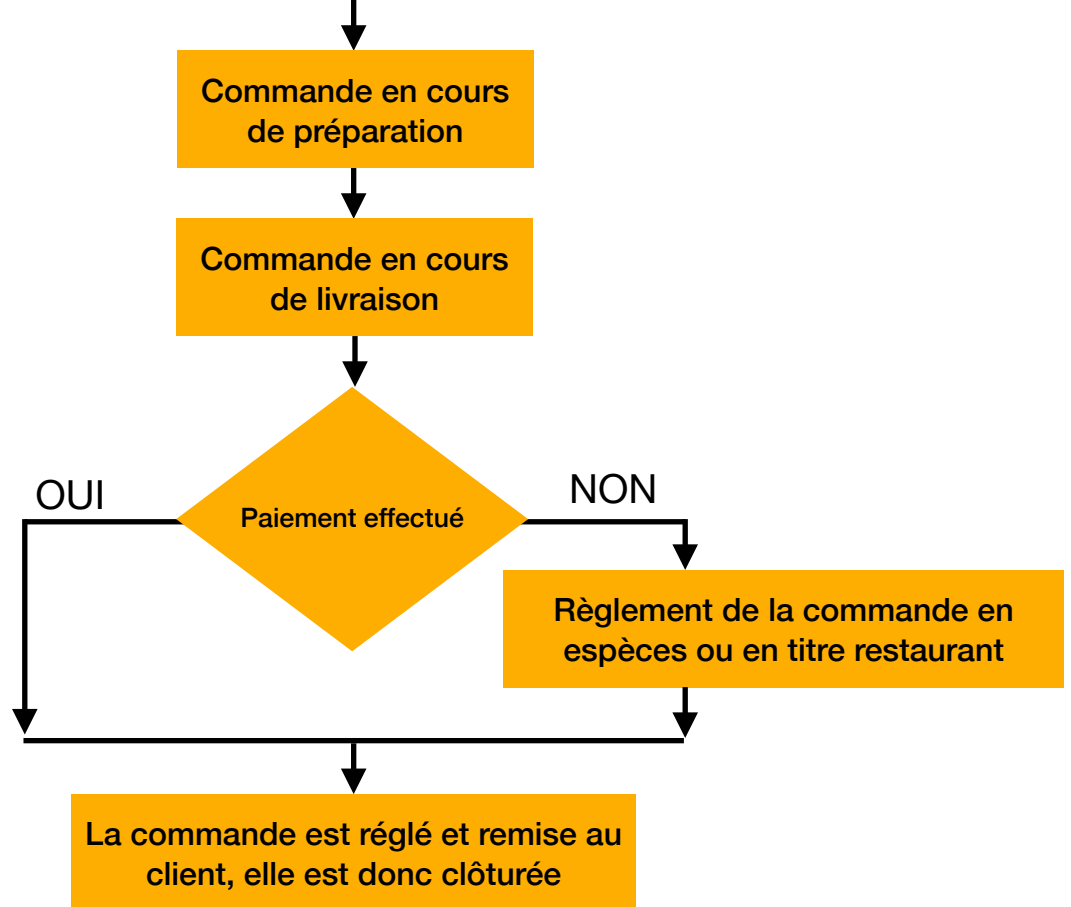 Commande en cours
de préparation
Commande en cours
de livraison
OUI
Paiement effectué
NON
Règlement de la commande en
espèces ou en titre restaurant
La commande est réglé et remise au
client, elle est donc clôturée